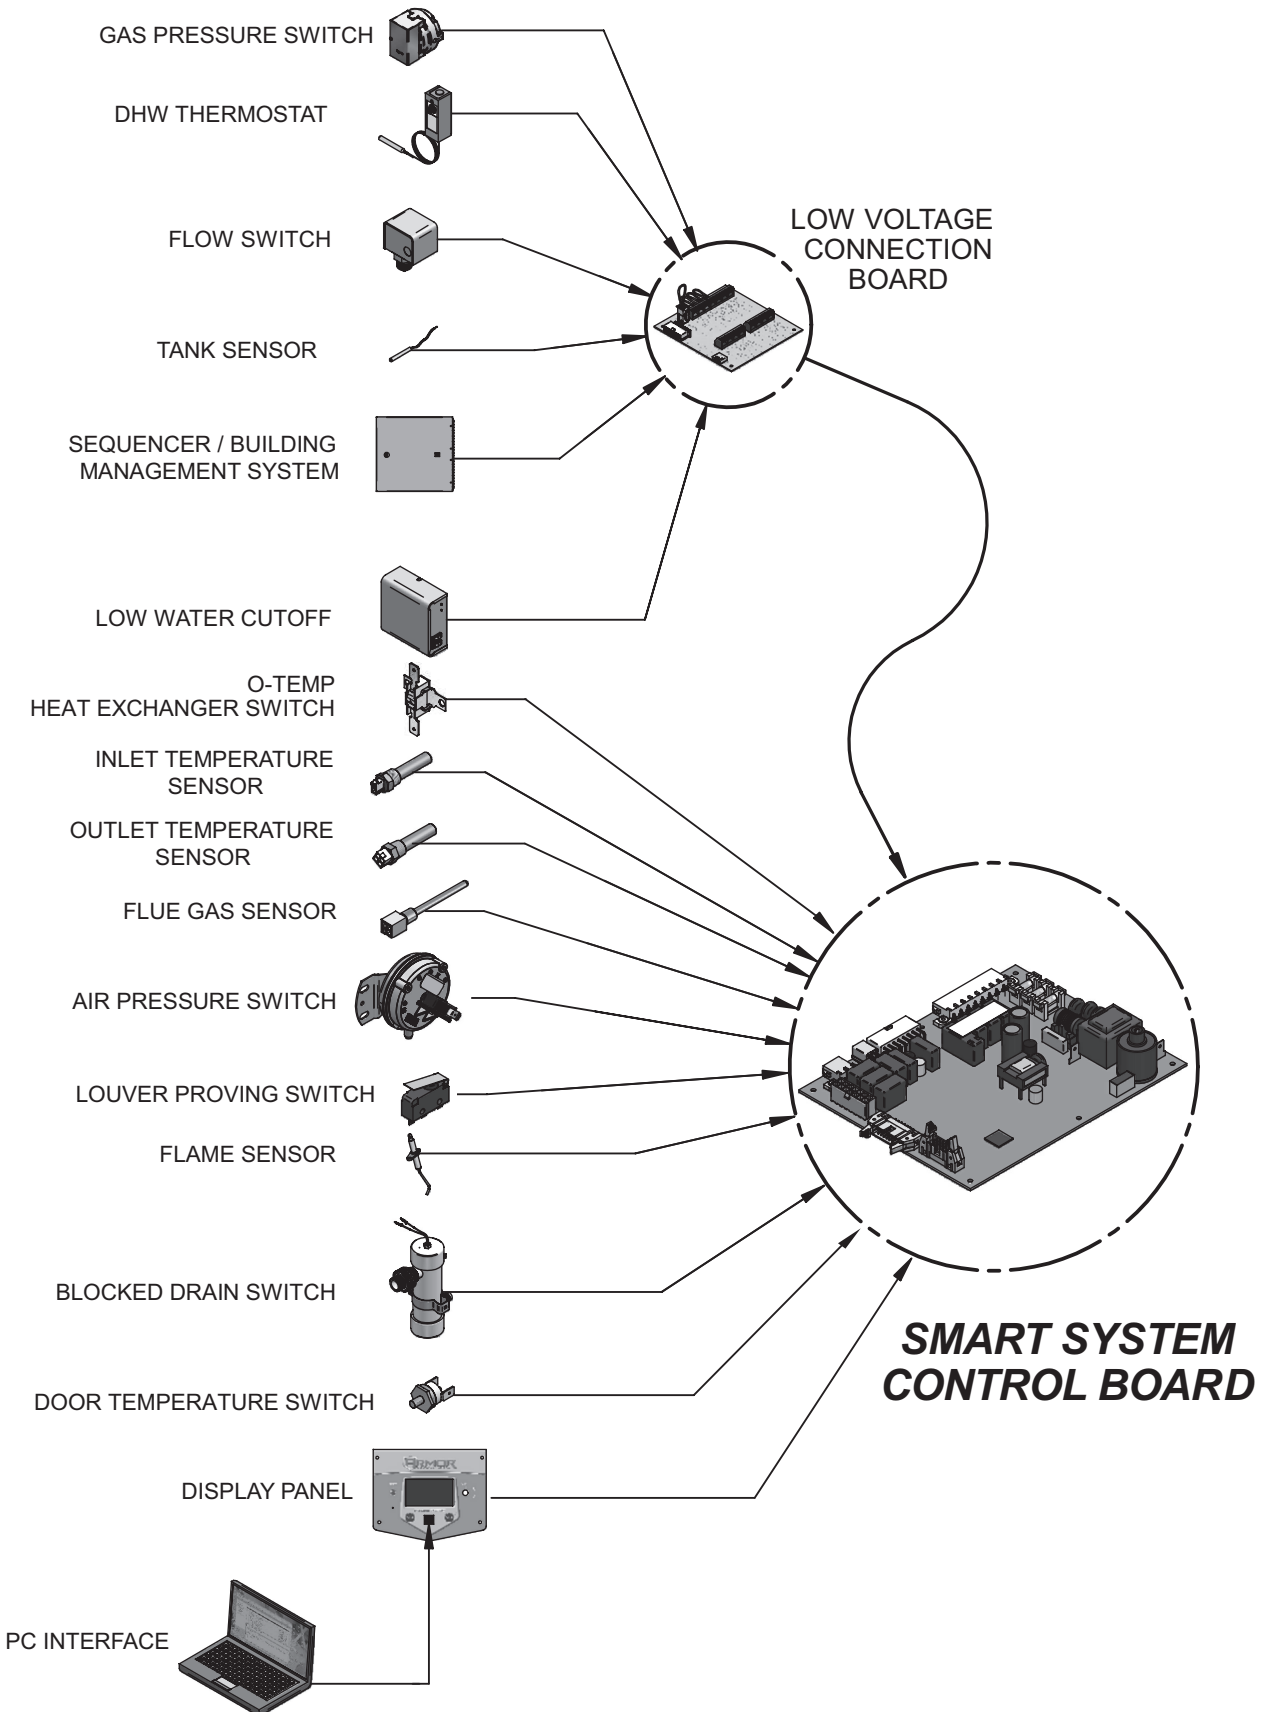 GAS PRESSURE SWITCH
DHW THERMOSTAT
LOW VOLTAGE
CONNECTION
BOARD
FLOW SWITCH
TANK SENSOR
SEQUENCER / BUILDING
MANAGEMENT SYSTEM
LOW WATER CUTOFF
O-TEMP
HEAT EXCHANGER SWITCH
INLET TEMPERATURE
SENSOR
OUTLET TEMPERATURE
SENSOR
FLUE GAS SENSOR
AIR PRESSURE SWITCH
LOUVER PROVING SWITCH
FLAME SENSOR
BLOCKED DRAIN SWITCH
SMART SYSTEM
CONTROL BOARD
DOOR TEMPERATURE SWITCH
ARMOR
DISPLAY PANEL
PC INTERFACE